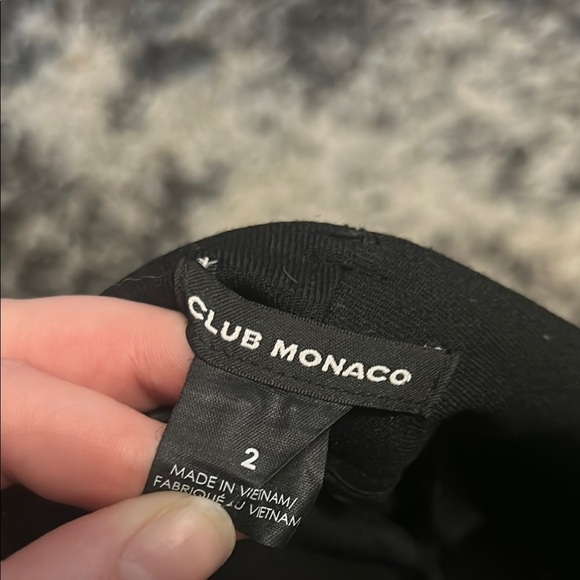 CLUB MONACO
2
MADE IN VIETNAM/
FABRIQUÉ AU VIETNAM